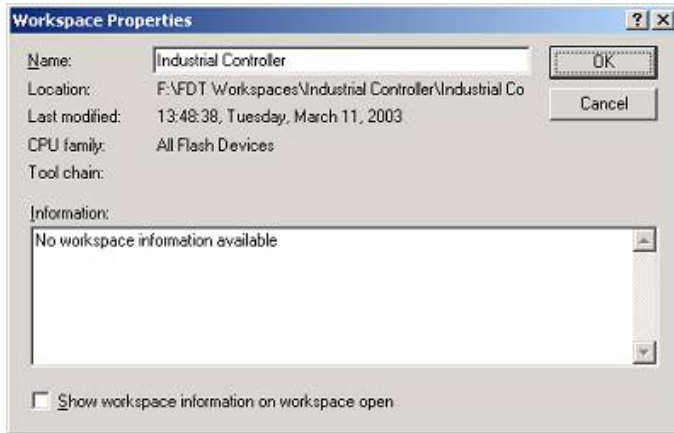 Workspace Properties
Name: Industrial Controller OK
Location: F:\FDT Workspaces\Industrial Controller\Industrial Co
Last modified: 13:48:38, Tuesday, March 11, 2003 Cancel
CPU family: All Flash Devices
Tool chain:
Information:
No workspace information available
Show workspace information on workspace open